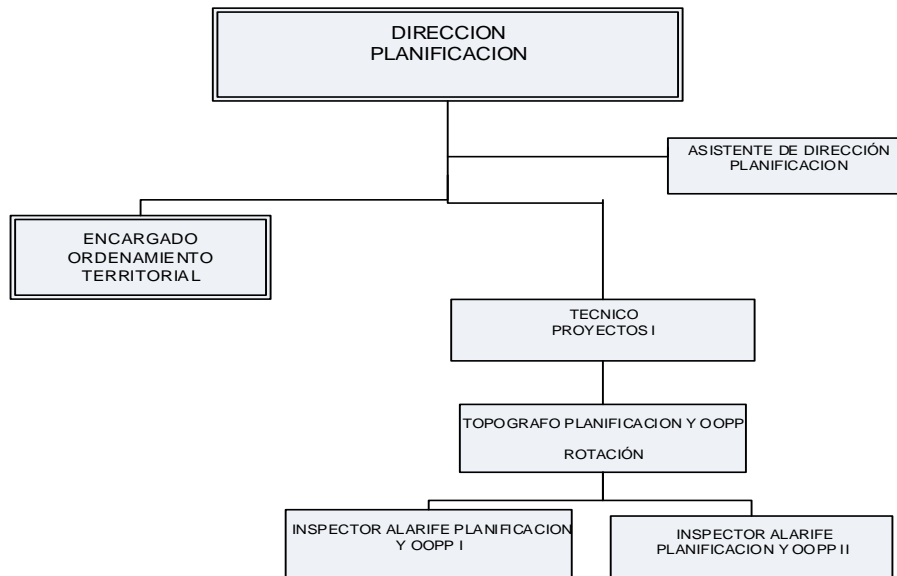 DIRECCION
PLANIFICACION
ASISTENTE DE DIRECCIÓN
PLANIFICACION
ENCARGADO
ORDENAMIENTO
TERRITORIAL
TECNICO
PROYECTOS I
TOPOGRAFO PLANIFICACION Y OOPP
ROTACIÓN
INSPECTOR ALARIFE PLANIFICACION
Y OOPP I
INSPECTOR ALARIFE
PLANIFICACION Y OOPP II